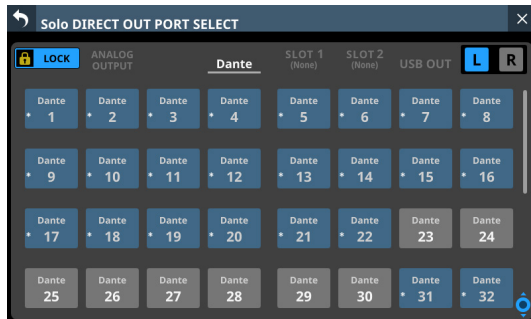 Solo DIRECT OUT PORT SELECT
LOCK
ANALOG
OUTPUT
Dante
SLOT 1
(None)
SLOT 2
(None)
USB OUT
L
R
Dante
* 1
Dante
* 2
Dante
* 3
Dante
* 4
Dante
* 5
Dante
* 6
Dante
* 7
Dante
* 8
Dante
* 9
Dante
* 10
Dante
* 11
Dante
* 12
Dante
* 13
Dante
* 14
Dante
* 15
Dante
* 16
Dante
* 17
Dante
* 18
Dante
* 19
Dante
* 20
Dante
* 21
Dante
* 22
Dante
23
Dante
24
Dante
25
Dante
26
Dante
27
Dante
28
Dante
29
Dante
30
Dante
* 31
Dante
* 32